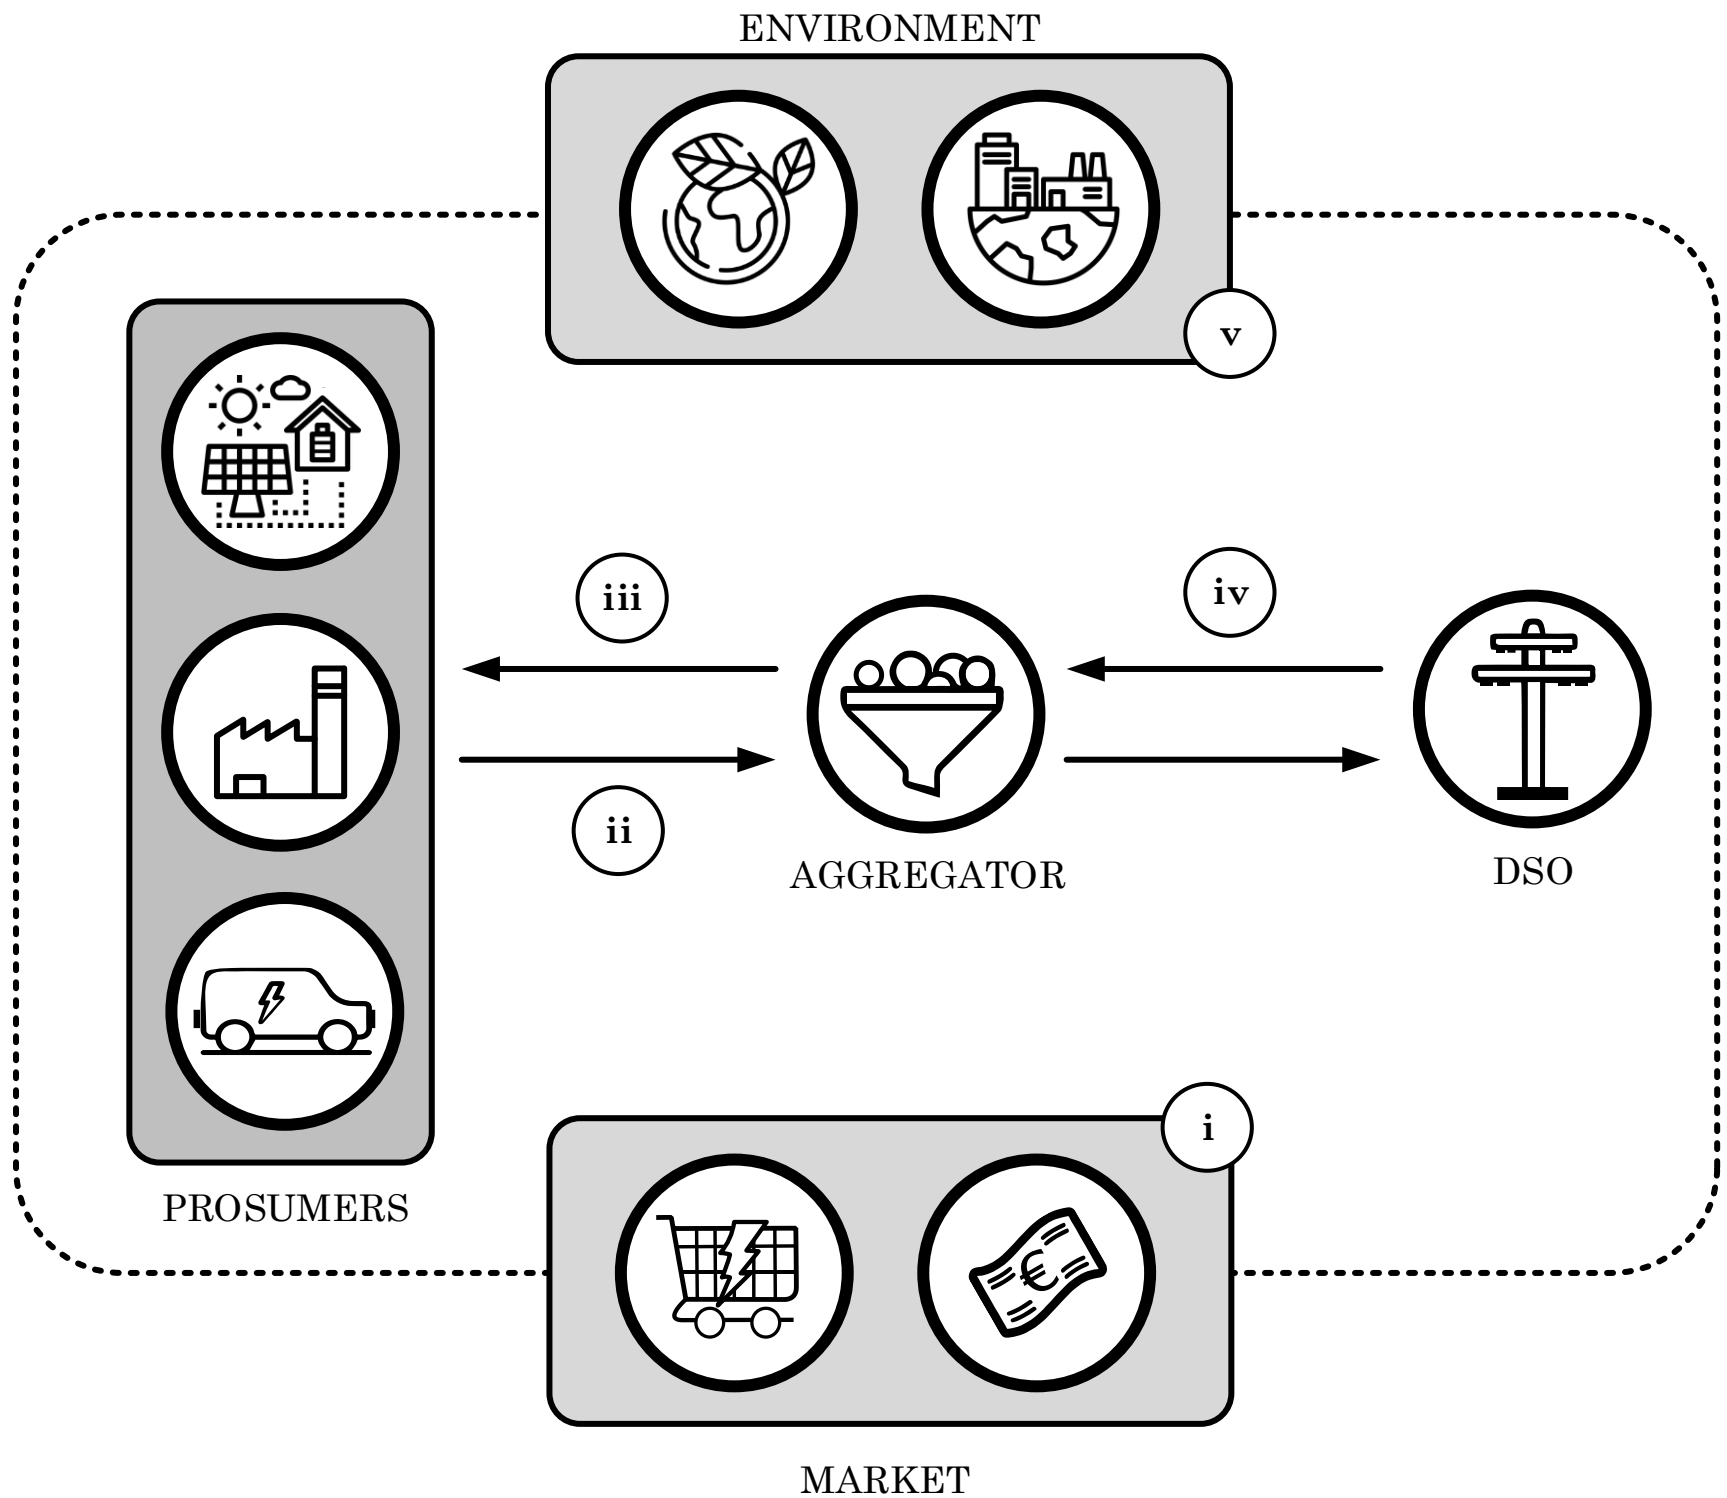 ENVIRONMENT
v
iii
iv
ii
AGGREGATOR
DSO
i
PROSUMERS
€
MARKET